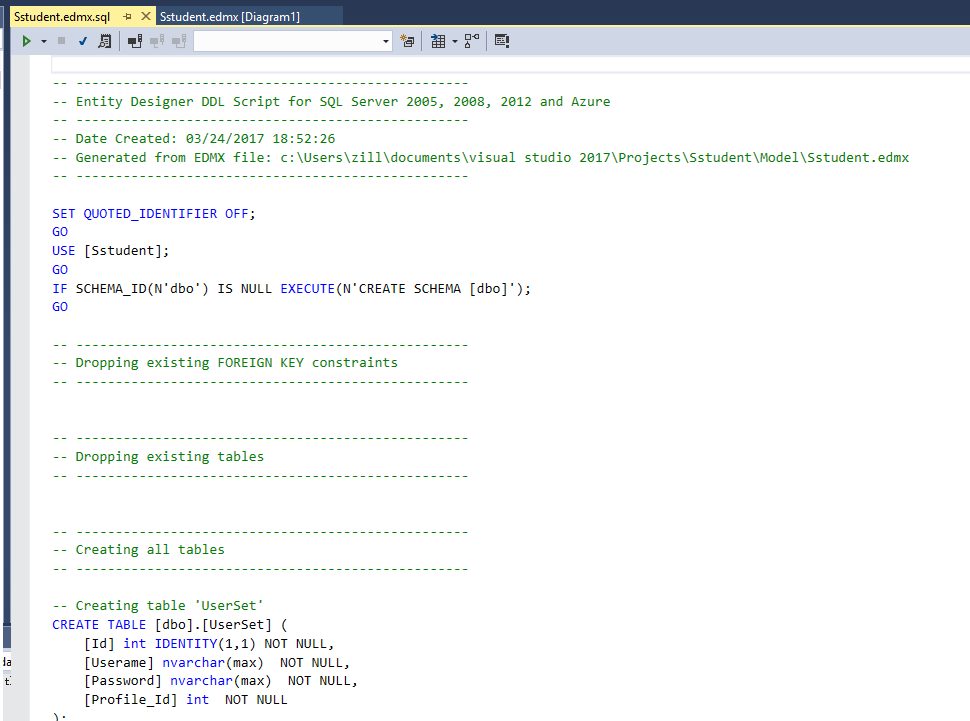 Sstudent.edmx.sql Sstudent.edmx [Diagram1]
-- --------------------------------------------------
-- Entity Designer DDL Script for SQL Server 2005, 2008, 2012 and Azure
-- --------------------------------------------------
-- Date Created: 03/24/2017 18:52:26
-- Generated from EDMX file: c:\Users\zill\documents\visual studio 2017\Projects\Sstudent\Model\Sstudent.edmx
-- --------------------------------------------------
SET QUOTED_IDENTIFIER OFF;
GO
USE [Sstudent];
GO
IF SCHEMA_ID(N'dbo') IS NULL EXECUTE(N'CREATE SCHEMA [dbo]');
GO
-- --------------------------------------------------
-- Dropping existing FOREIGN KEY constraints
-- --------------------------------------------------
-- --------------------------------------------------
-- Dropping existing tables
-- --------------------------------------------------
-- --------------------------------------------------
-- Creating all tables
-- --------------------------------------------------
-- Creating table 'UserSet'
CREATE TABLE [dbo].[UserSet] (
[Id] int IDENTITY(1,1) NOT NULL,
[Userame] nvarchar(max)  NOT NULL,
[Password] nvarchar(max)  NOT NULL,
[Profile_Id] int  NOT NULL
);